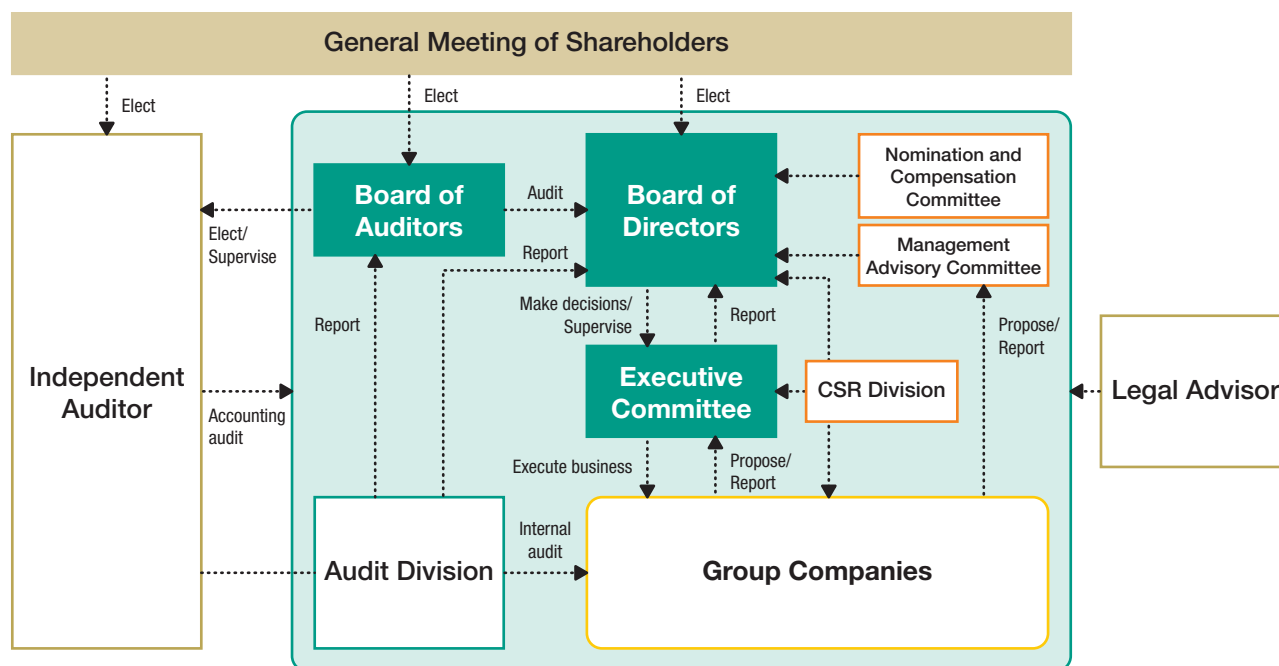 General Meeting of Shareholders
Elect
Elect
Elect
Board of
Auditors
Audit
Board of
Directors
Nomination and
Compensation
Committee
Elect/
Supervise
Report
Management
Advisory Committee
Make decisions/
Supervise
Report
Report
Propose/
Report
Independent
Auditor
Accounting
audit
Executive
Committee
CSR Division
Legal Advisor
Execute business
Propose/
Report
Audit Division
Internal
audit
Group Companies